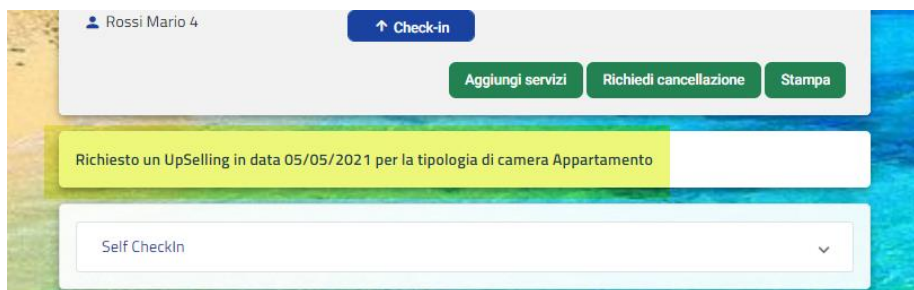 Rossi Mario 4
Check-in
Aggiungi servizi Richiedi cancellazione Stampa
Richiesto un UpSelling in data 05/05/2021 per la tipologia di camera Appartamento
Self CheckIn